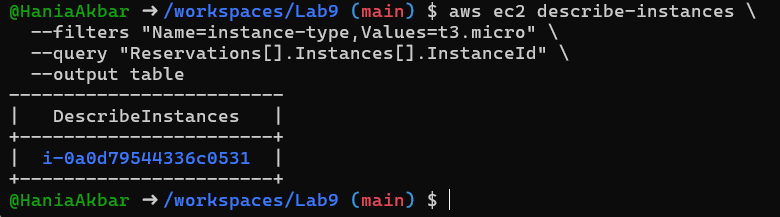 @HaniaAkbar ➜ /workspaces/Lab9 (main) $ aws ec2 describe-instances \
  --filters "Name=instance-type,Values=t3.micro" \
  --query "Reservations[].Instances[].InstanceId" \
  --output table
-------------------------
|   DescribeInstances   |
+-----------------------+
|  i-0a0d79544336c0531  |
+-----------------------+
@HaniaAkbar ➜ /workspaces/Lab9 (main) $